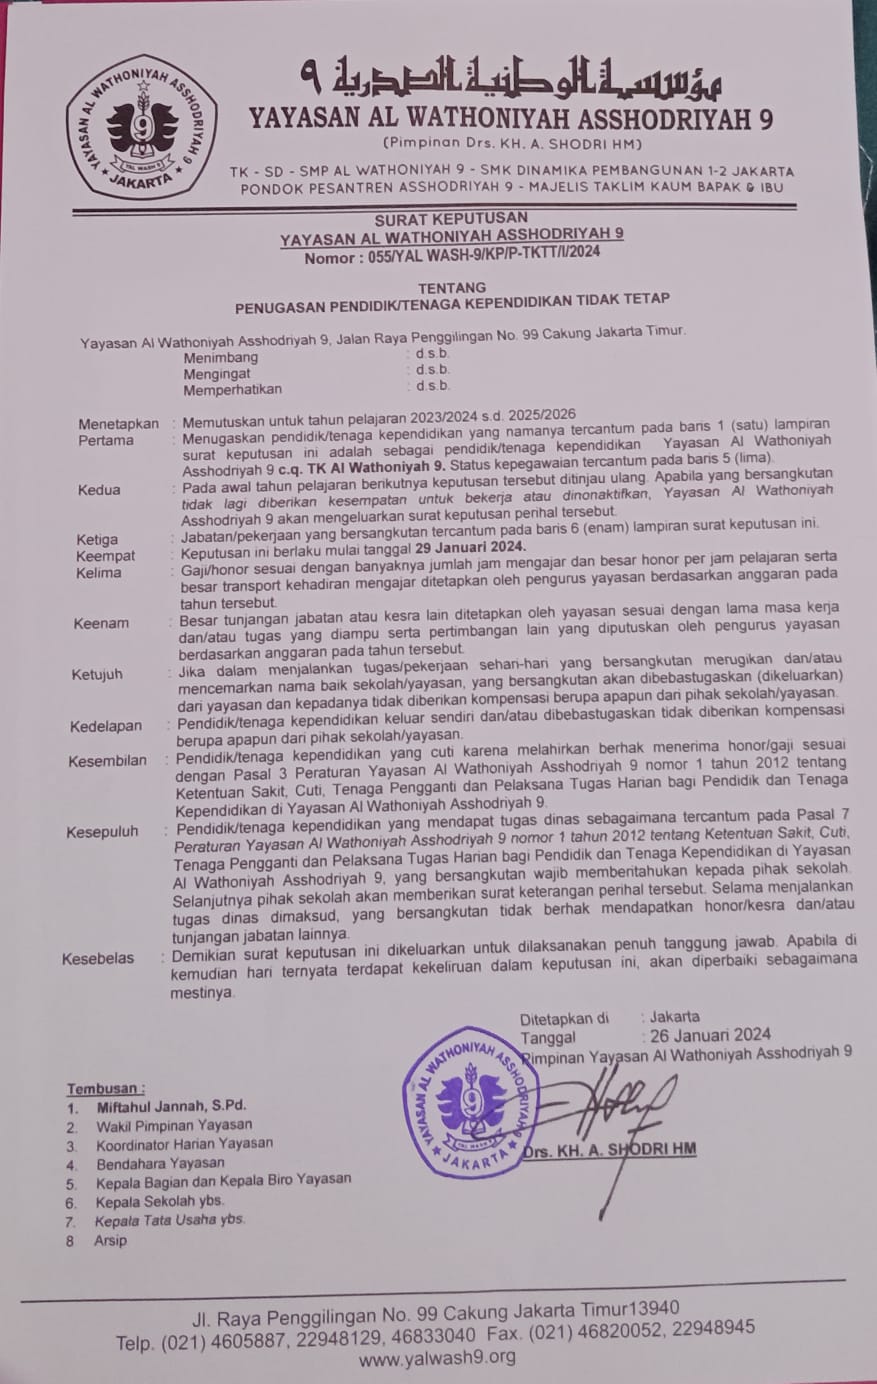 YAYASAN AL WATHONIYAH ASSHODRIYAH 9
9
YAL WASH 9
JAKARTA
مؤسسة الوطنية الصدرية ٩
YAYASAN AL WATHONIYAH ASSHODRIYAH 9
(Pimpinan Drs. KH. A. SHODRI HM)
TK - SD - SMP AL WATHONIYAH 9 - SMK DINAMIKA PEMBANGUNAN 1-2 JAKARTA
PONDOK PESANTREN ASSHODRIYAH 9 - MAJELIS TAKLIM KAUM BAPAK & IBU
SURAT KEPUTUSAN
YAYASAN AL WATHONIYAH ASSHODRIYAH 9
Nomor : 055/YAL WASH-9/KP/P-TKTT/I/2024
TENTANG
PENUGASAN PENDIDIK/TENAGA KEPENDIDIKAN TIDAK TETAP
Yayasan Al Wathoniyah Asshodriyah 9, Jalan Raya Penggilingan No. 99 Cakung Jakarta Timur.
Menimbang : d.s.b.
Mengingat : d.s.b.
Memperhatikan : d.s.b.
Menetapkan : Memutuskan untuk tahun pelajaran 2023/2024 s.d. 2025/2026
Pertama : Menugaskan pendidik/tenaga kependidikan yang namanya tercantum pada baris 1 (satu) lampiran
surat keputusan ini adalah sebagai pendidik/tenaga kependidikan Yayasan Al Wathoniyah
Asshodriyah 9 c.q. TK Al Wathoniyah 9. Status kepegawaian tercantum pada baris 5 (lima).
Kedua : Pada awal tahun pelajaran berikutnya keputusan tersebut ditinjau ulang. Apabila yang bersangkutan
tidak lagi diberikan kesempatan untuk bekerja atau dinonaktifkan, Yayasan Al Wathoniyah
Asshodriyah 9 akan mengeluarkan surat keputusan perihal tersebut.
Ketiga : Jabatan/pekerjaan yang bersangkutan tercantum pada baris 6 (enam) lampiran surat keputusan ini.
Keempat : Keputusan ini berlaku mulai tanggal 29 Januari 2024.
Kelima : Gaji/honor sesuai dengan banyaknya jumlah jam mengajar dan besar honor per jam pelajaran serta
besar transport kehadiran mengajar ditetapkan oleh pengurus yayasan berdasarkan anggaran pada
tahun tersebut.
Keenam : Besar tunjangan jabatan atau kesra lain ditetapkan oleh yayasan sesuai dengan lama masa kerja
dan/atau tugas yang diampu serta pertimbangan lain yang diputuskan oleh pengurus yayasan
berdasarkan anggaran pada tahun tersebut.
Ketujuh : Jika dalam menjalankan tugas/pekerjaan sehari-hari yang bersangkutan merugikan dan/atau
mencemarkan nama baik sekolah/yayasan, yang bersangkutan akan dibebastugaskan (dikeluarkan)
dari yayasan dan kepadanya tidak diberikan kompensasi berupa apapun dari pihak sekolah/yayasan.
Kedelapan : Pendidik/tenaga kependidikan keluar sendiri dan/atau dibebastugaskan tidak diberikan kompensasi
berupa apapun dari pihak sekolah/yayasan.
Kesembilan : Pendidik/tenaga kependidikan yang cuti karena melahirkan berhak menerima honor/gaji sesuai
dengan Pasal 3 Peraturan Yayasan Al Wathoniyah Asshodriyah 9 nomor 1 tahun 2012 tentang
Ketentuan Sakit, Cuti, Tenaga Pengganti dan Pelaksana Tugas Harian bagi Pendidik dan Tenaga
Kependidikan di Yayasan Al Wathoniyah Asshodriyah 9.
Kesepuluh : Pendidik/tenaga kependidikan yang mendapat tugas dinas sebagaimana tercantum pada Pasal 7
Peraturan Yayasan Al Wathoniyah Asshodriyah 9 nomor 1 tahun 2012 tentang Ketentuan Sakit, Cuti,
Tenaga Pengganti dan Pelaksana Tugas Harian bagi Pendidik dan Tenaga Kependidikan di Yayasan
Al Wathoniyah Asshodriyah 9, yang bersangkutan wajib memberitahukan kepada pihak sekolah.
Selanjutnya pihak sekolah akan memberikan surat keterangan perihal tersebut. Selama menjalankan
tugas dinas dimaksud, yang bersangkutan tidak berhak mendapatkan honor/kesra dan/atau
tunjangan jabatan lainnya.
Kesebelas : Demikian surat keputusan ini dikeluarkan untuk dilaksanakan penuh tanggung jawab. Apabila di
kemudian hari ternyata terdapat kekeliruan dalam keputusan ini, akan diperbaiki sebagaimana
mestinya.
Ditetapkan di : Jakarta
Tanggal : 26 Januari 2024
Pimpinan Yayasan Al Wathoniyah Asshodriyah 9
YAYASAN AL WATHONIYAH ASSHODRIYAH 9
9
JAKARTA
Drs. KH. A. SHODRI HM
Tembusan :
1. Miftahul Jannah, S.Pd.
2. Wakil Pimpinan Yayasan
3. Koordinator Harian Yayasan
4. Bendahara Yayasan
5. Kepala Bagian dan Kepala Biro Yayasan
6. Kepala Sekolah ybs.
7. Kepala Tata Usaha ybs.
8 Arsip
Jl. Raya Penggilingan No. 99 Cakung Jakarta Timur13940
Telp. (021) 4605887, 22948129, 46833040 Fax. (021) 46820052, 22948945
www.yalwash9.org